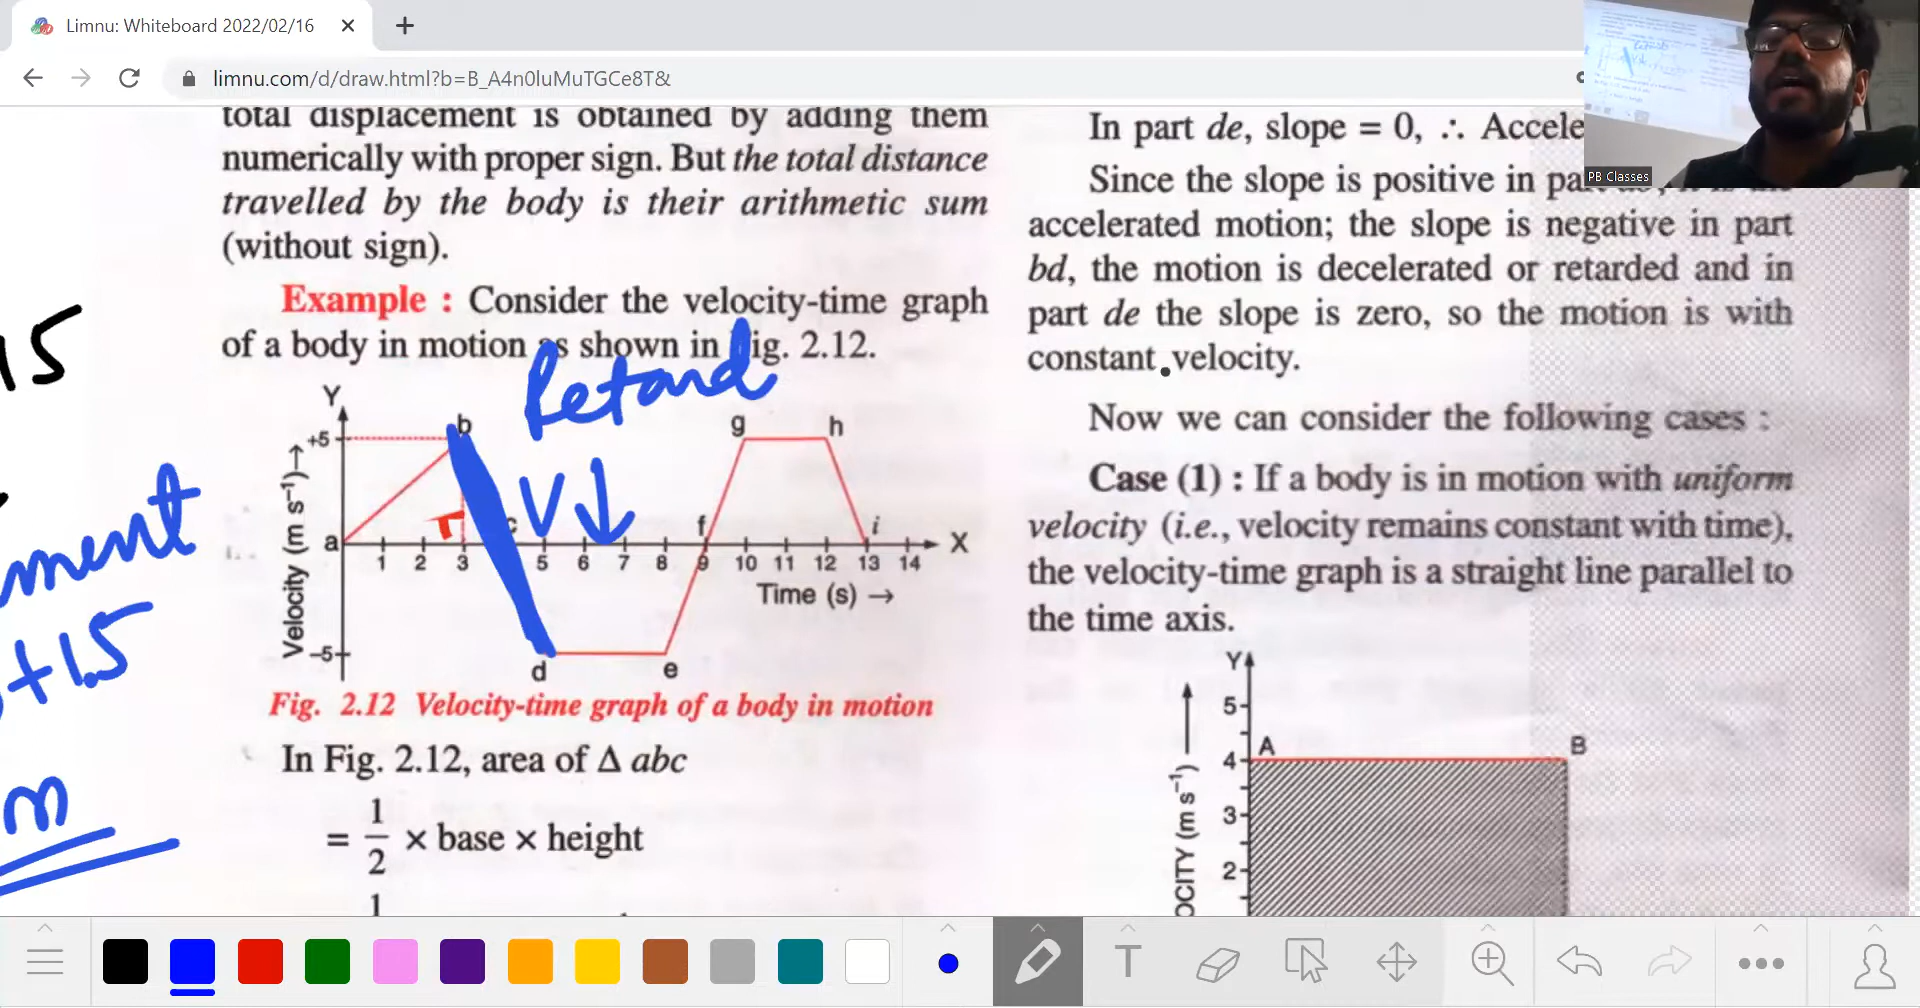 Limnu: Whiteboard 2022/02/16
limnu.com/d/draw.html?b=B_A4n0luMuTGCe8T&
PB Classes
total displacement is obtained by adding them
numerically with proper sign. But the total distance
travelled by the body is their arithmetic sum
(without sign).
Example : Consider the velocity-time graph
of a body in motion as shown in Fig. 2.12.
Retard
V ↓
Y
+5
-5
Velocity (m s⁻¹)→
a
b
c
d
e
f
g
h
i
1 2 3 5 6 7 8 9 10 11 12 13 14
X
Time (s) →
Fig. 2.12 Velocity-time graph of a body in motion
In Fig. 2.12, area of Δ abc
= 1/2 × base × height
1
15
ment
+1.5
m
In part de, slope = 0, ∴ Accele
Since the slope is positive in
accelerated motion; the slope is negative in part
bd, the motion is decelerated or retarded and in
part de the slope is zero, so the motion is with
constant velocity.
Now we can consider the following cases :
Case (1) : If a body is in motion with uniform
velocity (i.e., velocity remains constant with time),
the velocity-time graph is a straight line parallel to
the time axis.
Y
5
4
3
2
A
B
OCITY (m s⁻¹)
T